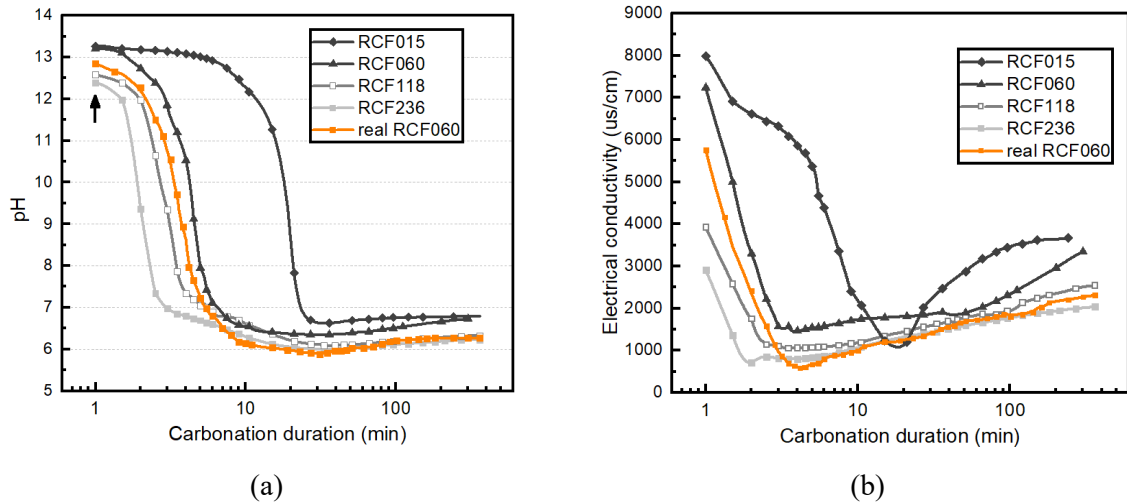 13
12
11
10
9
8
7
6
5
pH
RCF015
RCF060
RCF118
RCF236
real RCF060
1
10
100
Carbonation duration (min)
(a)
9000
8000
7000
6000
5000
4000
3000
2000
1000
0
Electrical conductivity (us/cm)
RCF015
RCF060
RCF118
RCF236
real RCF060
1
10
100
Carbonation duration (min)
(b)